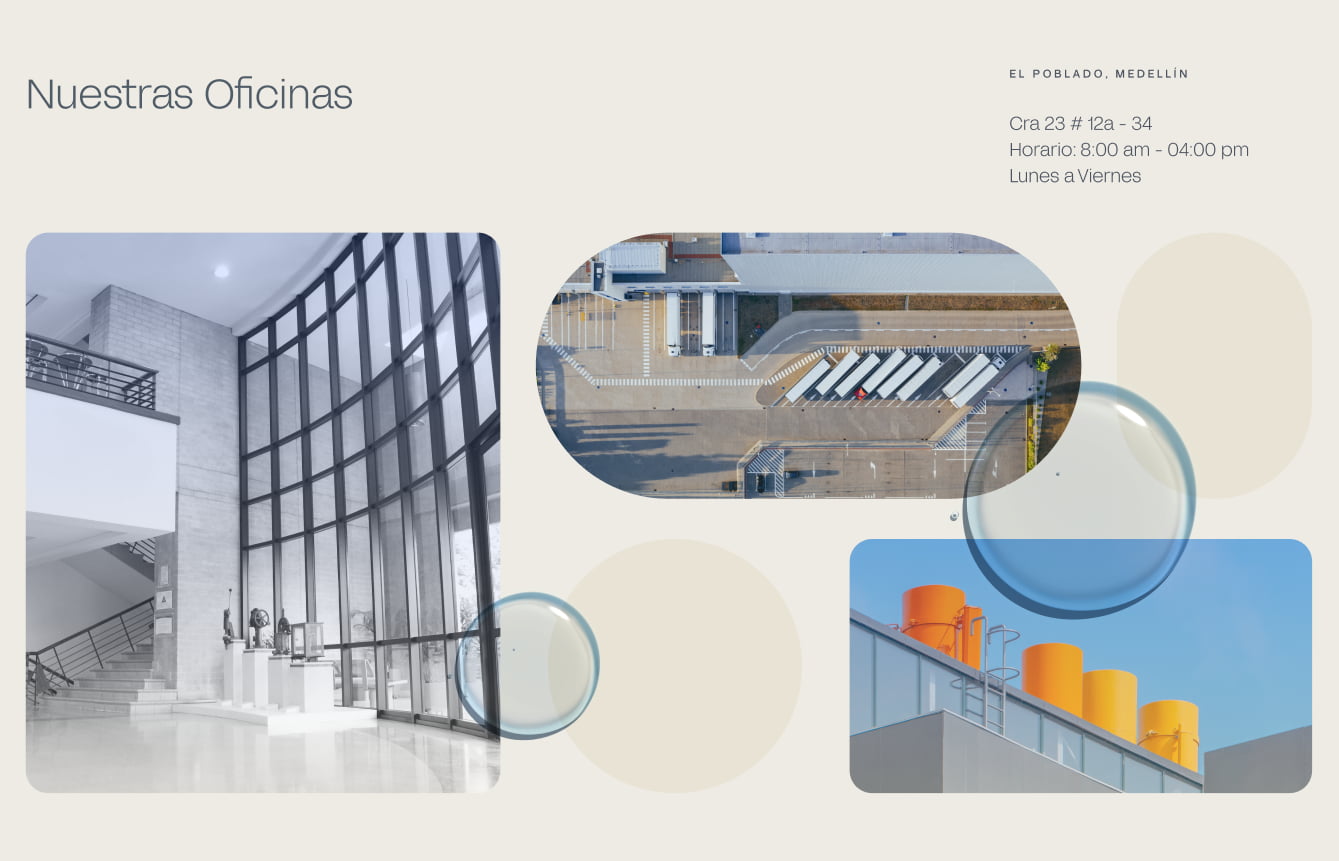 Nuestras Oficinas
EL POBLADO, MEDELLÍN
Cra 23 # 12a - 34
Horario: 8:00 am - 04:00 pm
Lunes a Viernes